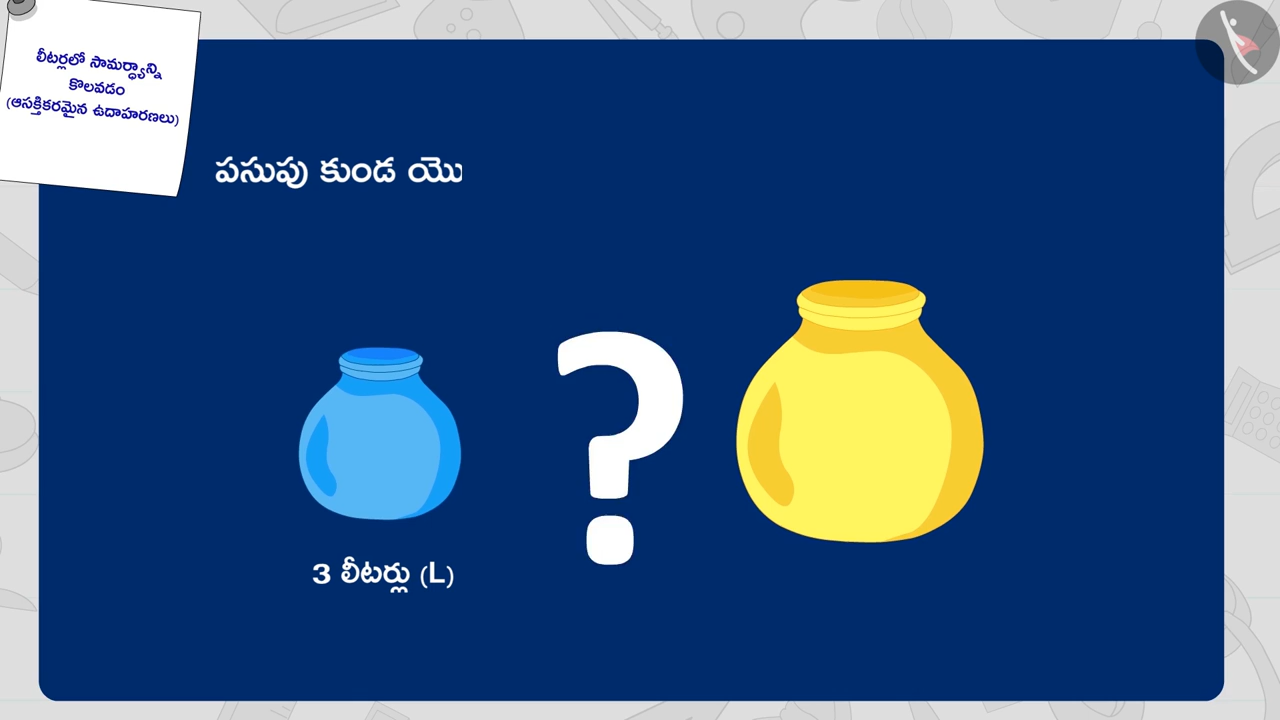 లీటర్లలో సామర్థ్యాన్ని
కొలవడం
(ఆసక్తికరమైన ఉదాహరణలు)
పసుపు కుండ యొ
3 లీటర్లు (L)